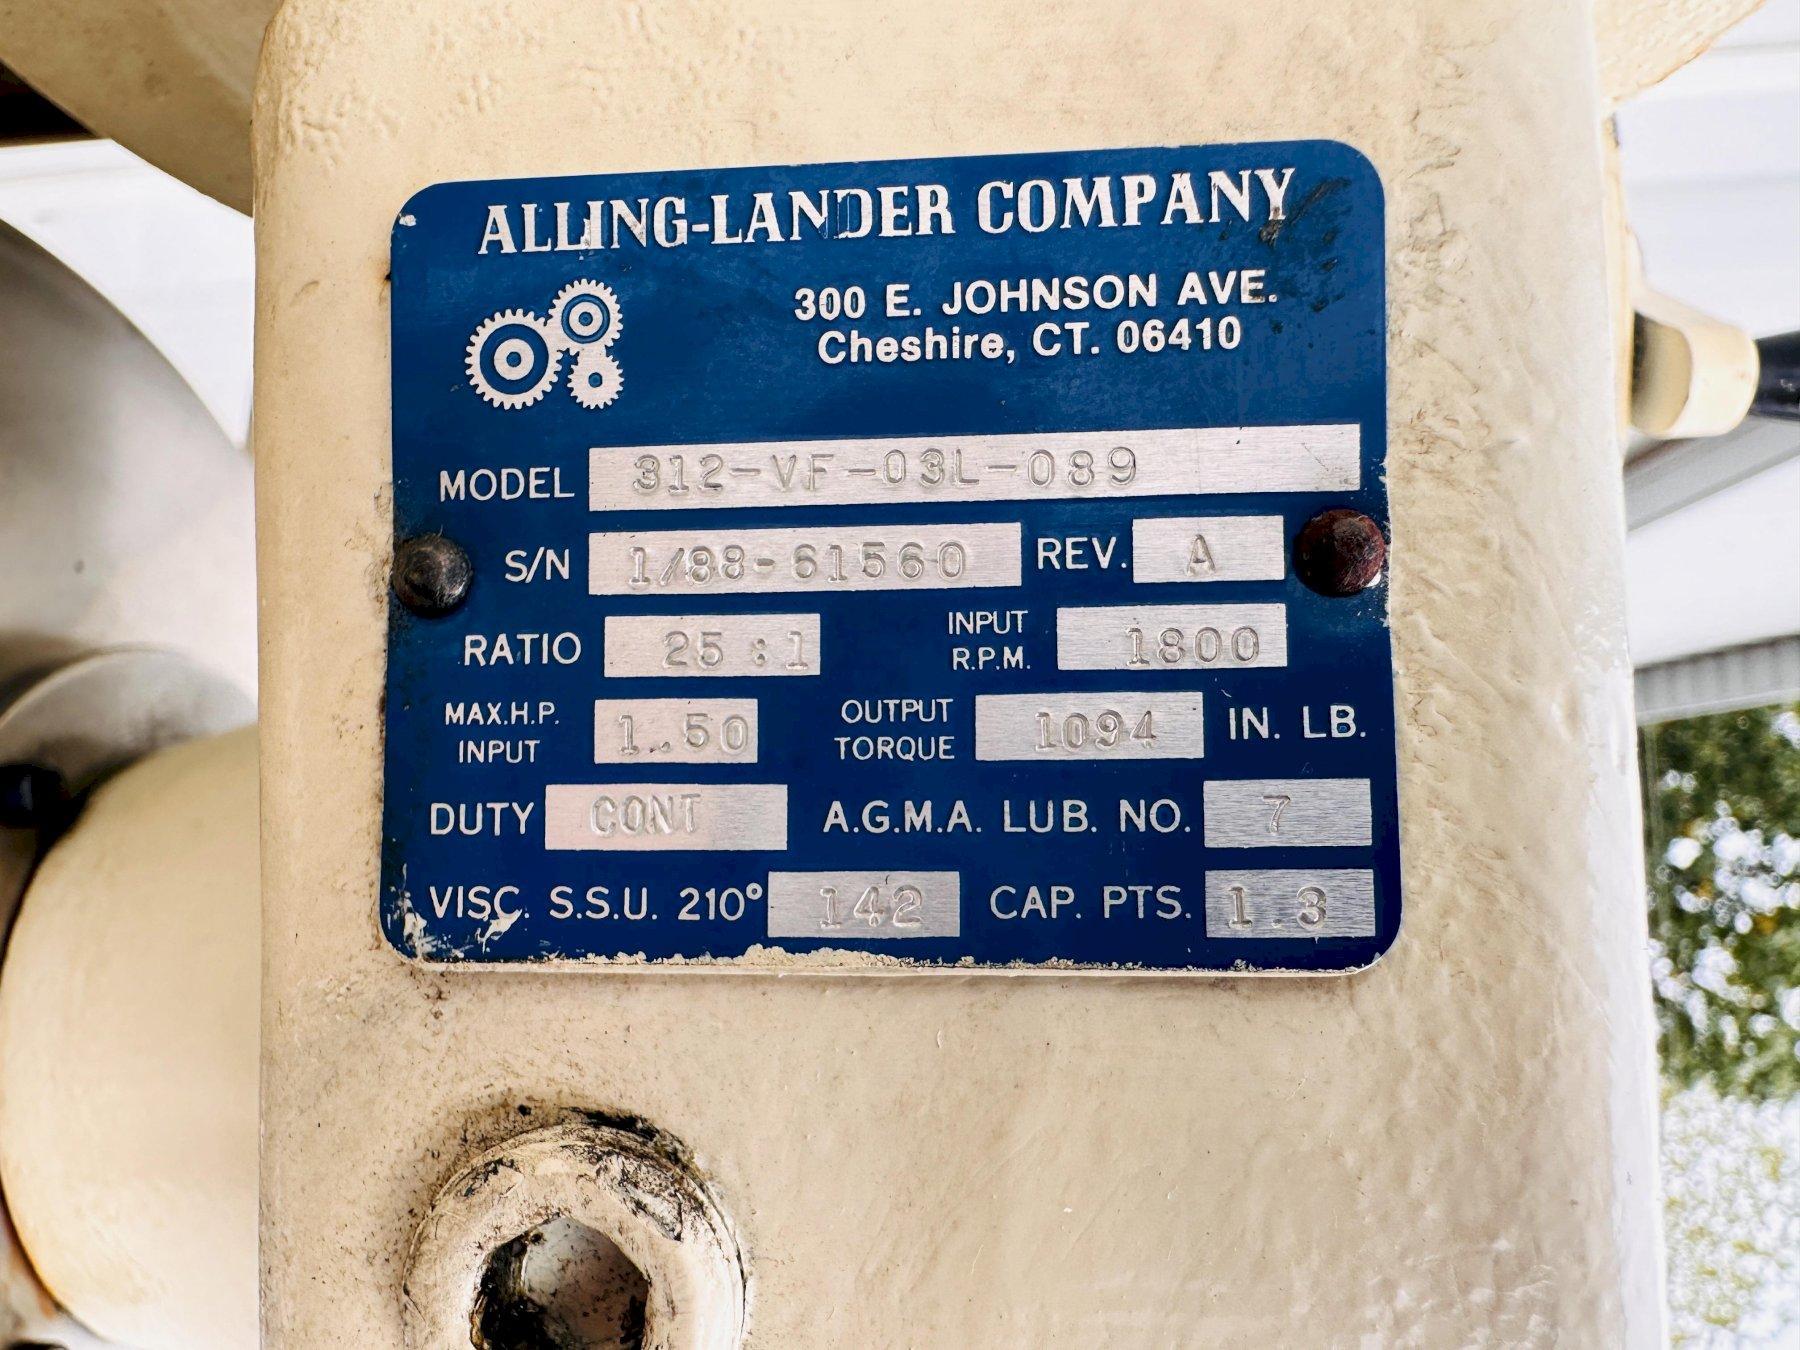 ALLING-LANDER COMPANY
300 E. JOHNSON AVE.
Cheshire, CT. 06410
MODEL 312-VF-03L-089
S/N 1/88-61560 REV. A
RATIO 25:1 INPUT R.P.M. 1800
MAX.H.P. INPUT 1.50 OUTPUT TORQUE 1094 IN. LB.
DUTY CONT A.G.M.A. LUB. NO. 7
VISC. S.S.U. 210° 142 CAP. PTS. 1.3